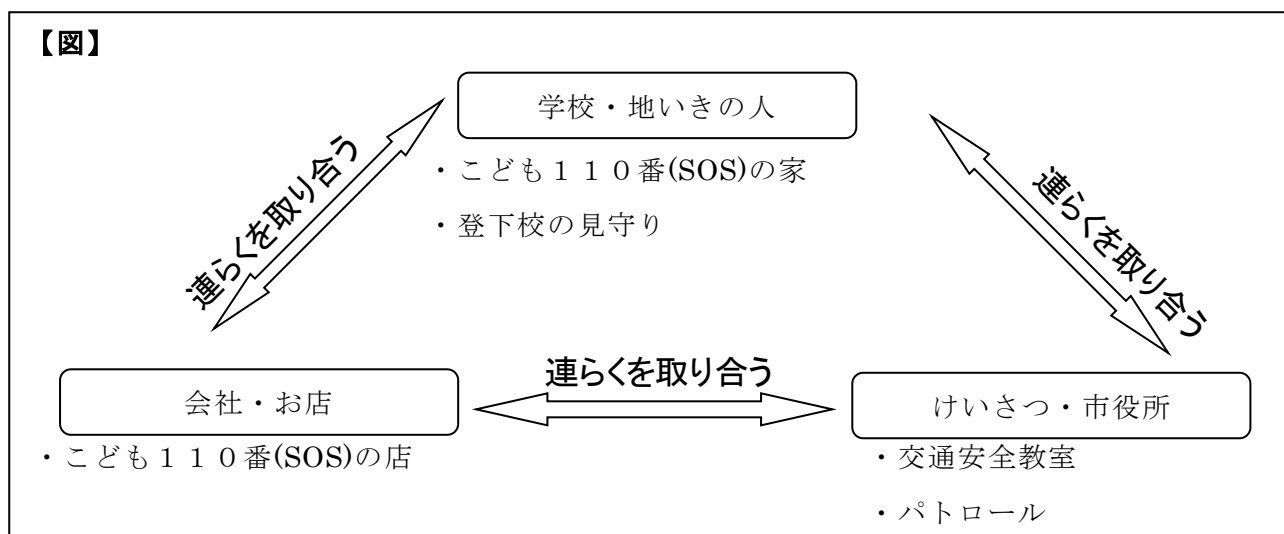 【図】
学校・地いきの人
・こども１１０番(SOS)の家
・登下校の見守り
連らくを取り合う
連らくを取り合う
連らくを取り合う
会社・お店
・こども１１０番(SOS)の店
けいさつ・市役所
・交通安全教室
・パトロール